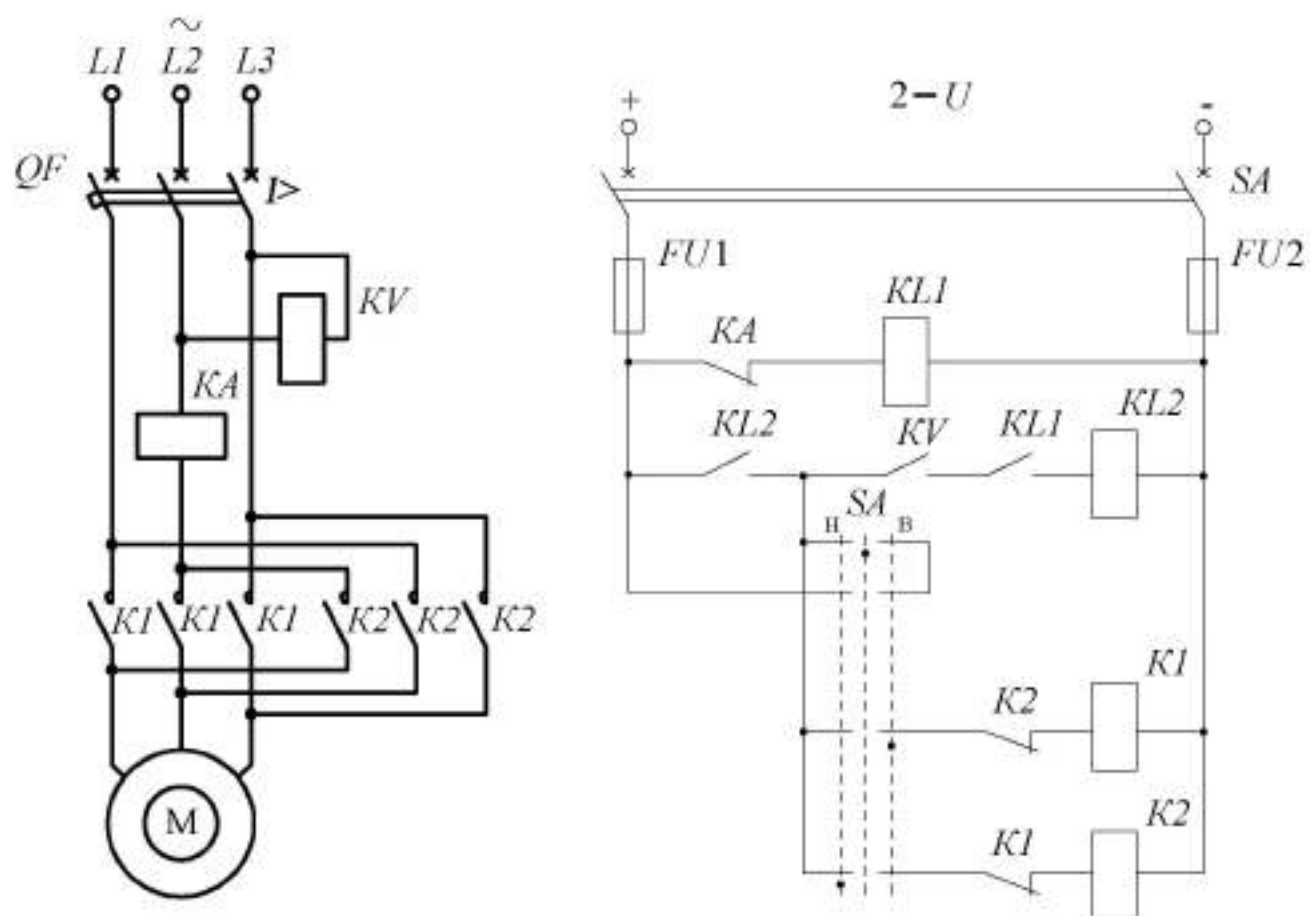 ~
L1 L2 L3
2-U
+ -
QF I> SA
FU1 FU2
KV KL1
KA
KA KL2
KL2 KV KL1
SA
Н В
K1 K1 K1 K2 K2 K2
K1
K2
M K2
K1